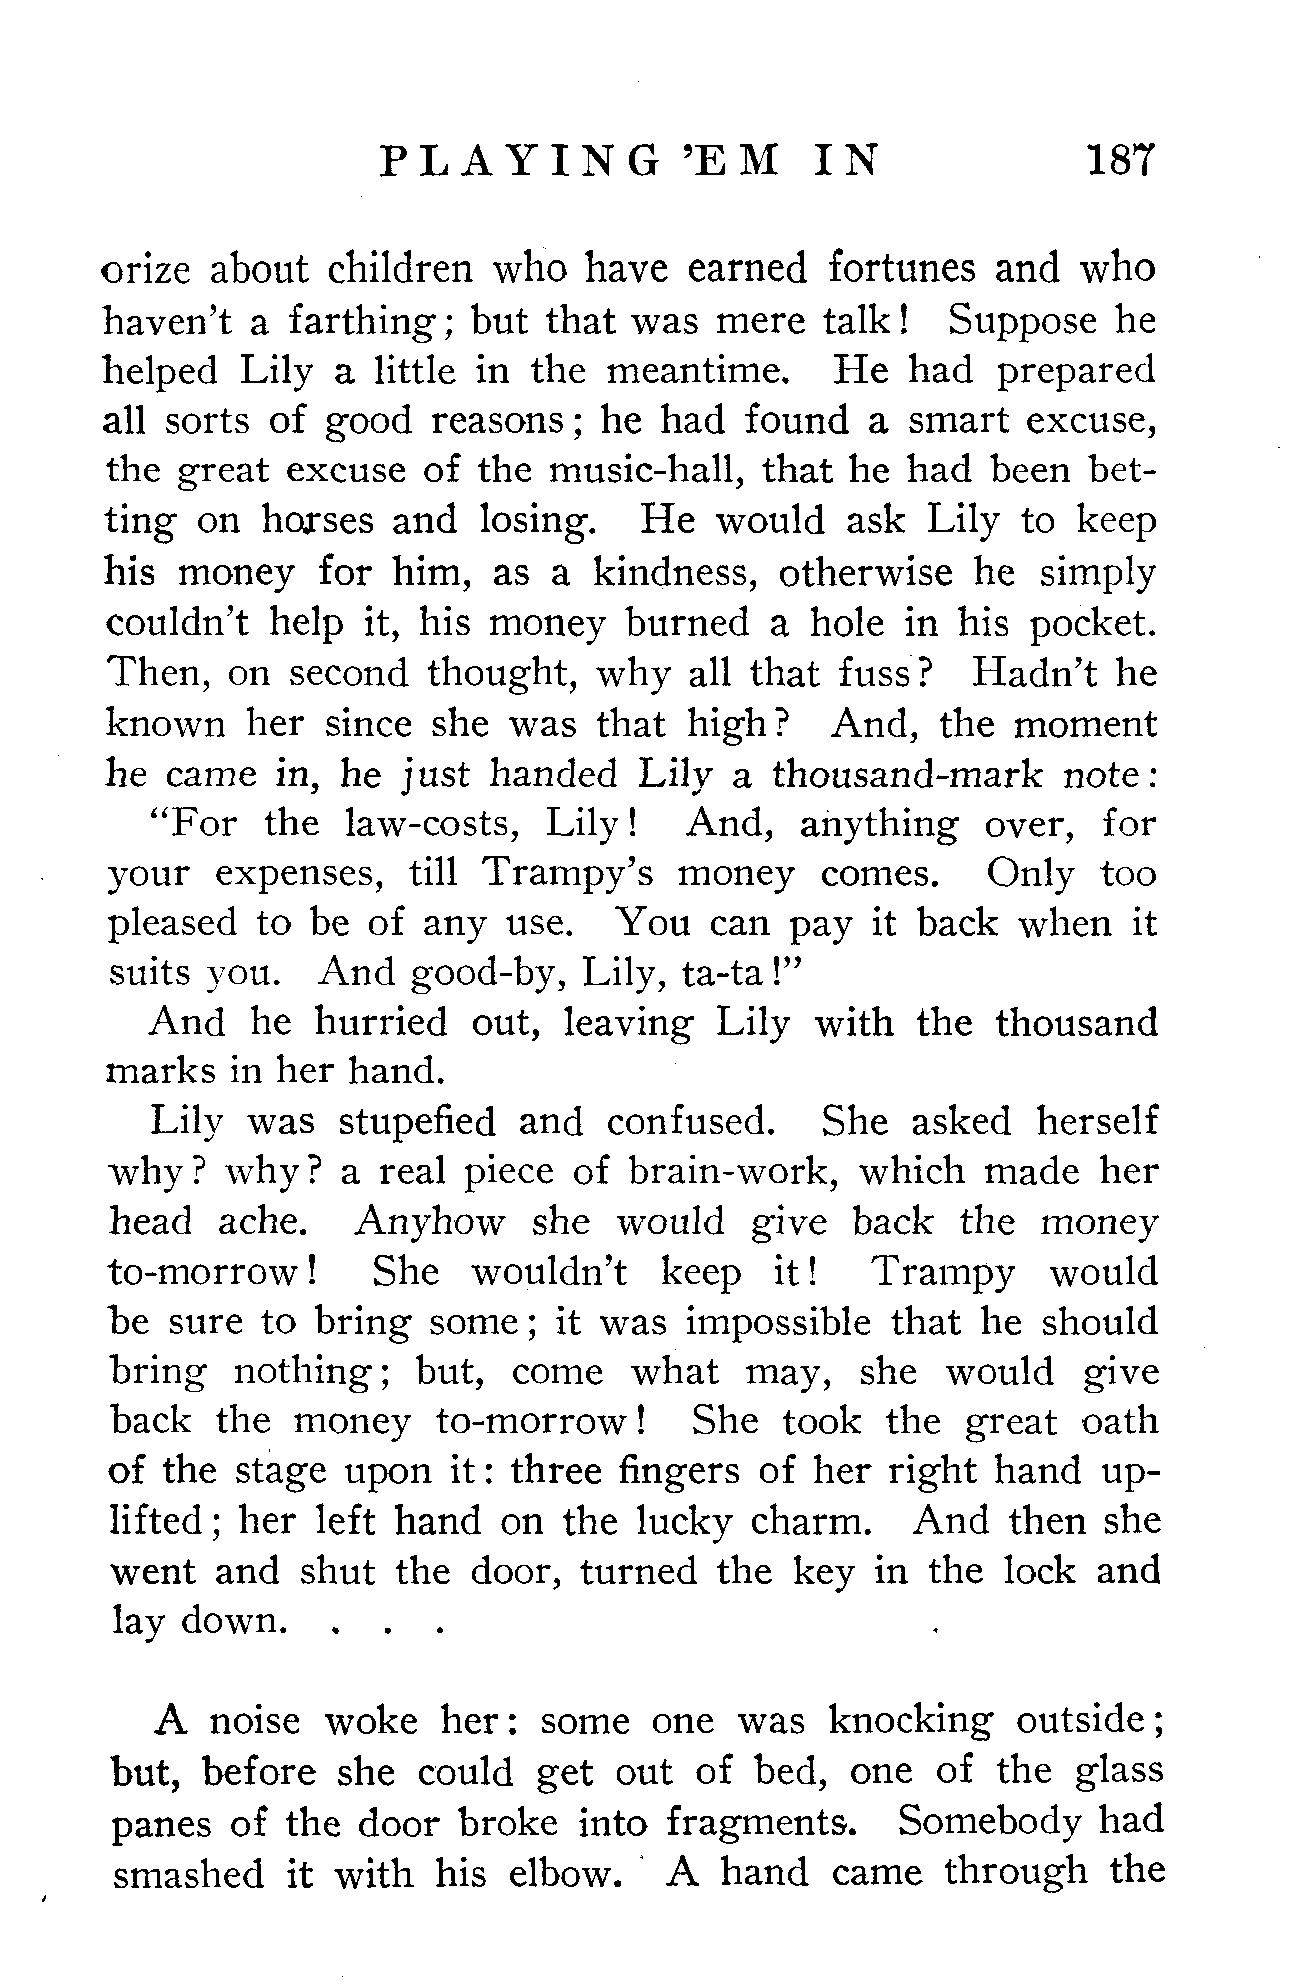 PLAYING 'EM IN 187
orize about children who have earned fortunes and who
haven't a farthing; but that was mere talk! Suppose he
helped Lily a little in the meantime. He had prepared
all sorts of good reasons; he had found a smart excuse,
the great excuse of the music-hall, that he had been bet-
ting on horses and losing. He would ask Lily to keep
his money for him, as a kindness, otherwise he simply
couldn't help it, his money burned a hole in his pocket.
Then, on second thought, why all that fuss? Hadn't he
known her since she was that high? And, the moment
he came in, he just handed Lily a thousand-mark note:
"For the law-costs, Lily! And, anything over, for
your expenses, till Trampy's money comes. Only too
pleased to be of any use. You can pay it back when it
suits you. And good-by, Lily, ta-ta!"
And he hurried out, leaving Lily with the thousand
marks in her hand.
Lily was stupefied and confused. She asked herself
why? why? a real piece of brain-work, which made her
head ache. Anyhow she would give back the money
to-morrow! She wouldn't keep it! Trampy would
be sure to bring some; it was impossible that he should
bring nothing; but, come what may, she would give
back the money to-morrow! She took the great oath
of the stage upon it: three fingers of her right hand up-
lifted; her left hand on the lucky charm. And then she
went and shut the door, turned the key in the lock and
lay down. . . .
A noise woke her: some one was knocking outside;
but, before she could get out of bed, one of the glass
panes of the door broke into fragments. Somebody had
smashed it with his elbow. A hand came through the